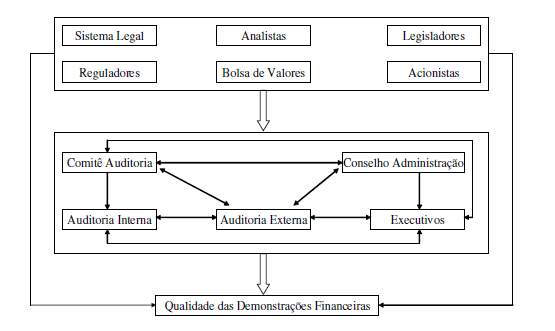 Sistema Legal
Analistas
Legisladores
Reguladores
Bolsa de Valores
Acionistas
Comitê Auditoria
Conselho Administração
Auditoria Interna
Auditoria Externa
Executivos
Qualidade das Demonstrações Financeiras